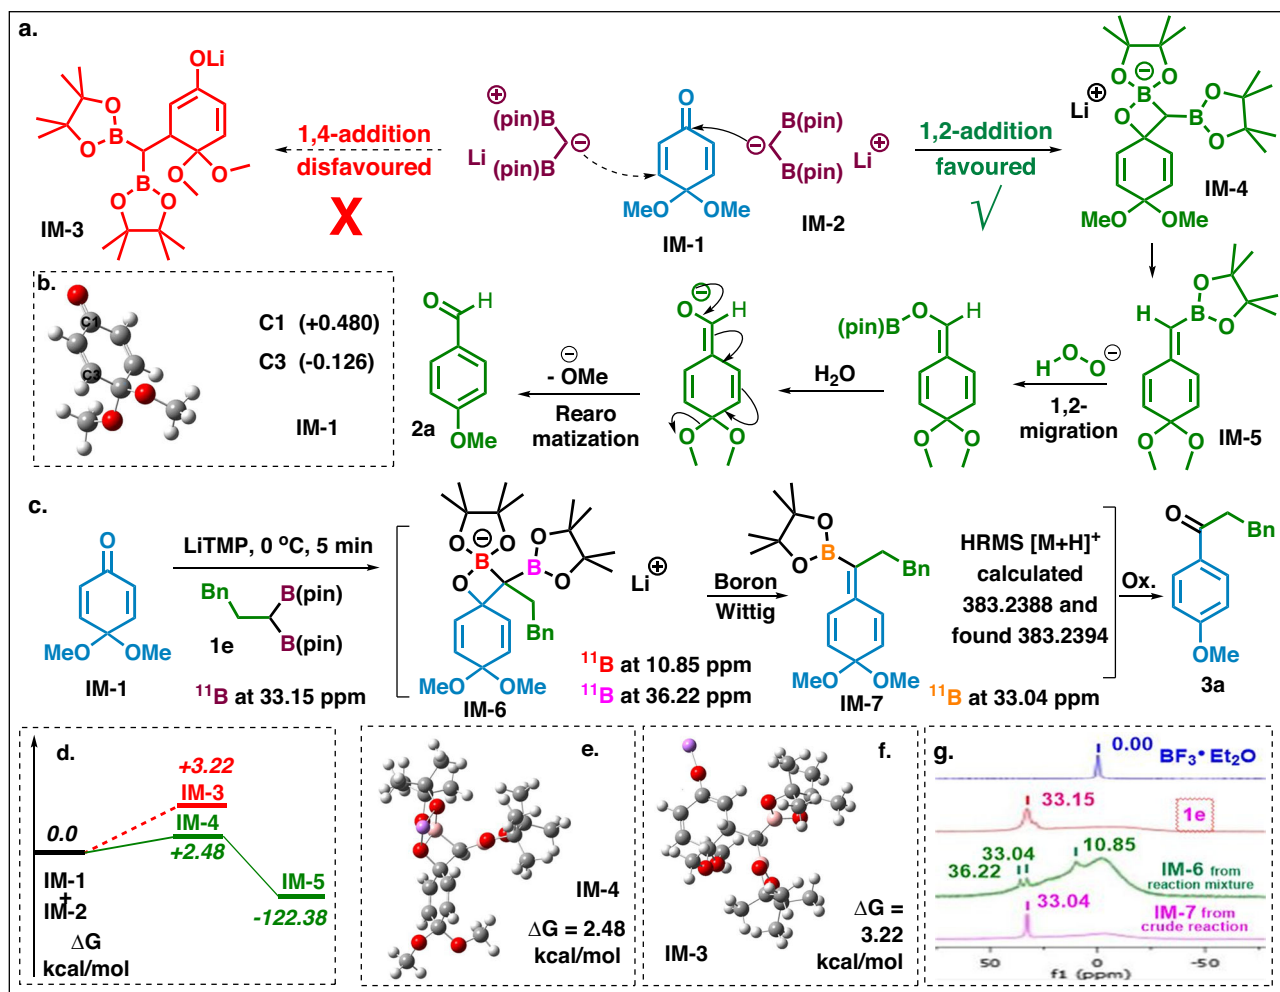 a.
OLi
O
B
O
B
O
O
O
O
IM-3
1,4-addition
disfavoured
X
⊕
(pin)B
Li (pin)B
⊖
O
MeO OMe
IM-1
⊖
B(pin)
B(pin) Li⊕
IM-2
1,2-addition
favoured
√
O ⊖ O
Li⊕
B
O
B
O
O
MeO OMe
IM-4
b.
C1
C3
C1 (+0.480)
C3 (-0.126)
IM-1
O H
2a
OMe
⊖
- OMe
Rearo
matization
⊖
O H
O O
H2O
(pin)B O H
O O
H O O ⊖
1,2-
migration
H B O
O
O O
IM-5
c.
O
MeO OMe
IM-1
LiTMP, 0 °C, 5 min
Bn
B(pin)
B(pin)
1e
11B at 33.15 ppm
O ⊖ O
B
O
B
O
O
Bn
MeO OMe
IM-6
Li⊕
11B at 10.85 ppm
11B at 36.22 ppm
Boron
Wittig
O
O B
Bn
MeO OMe
IM-7
11B at 33.04 ppm
HRMS [M+H]+
calculated
383.2388 and
found 383.2394
Ox.
O
Bn
OMe
3a
d.
+3.22
IM-3
0.0
IM-4
+2.48
IM-1
+
IM-2
IM-5
-122.38
ΔG
kcal/mol
e.
IM-4
ΔG = 2.48
kcal/mol
f.
IM-3
ΔG =
3.22
kcal/mol
g.
0.00 BF3• Et2O
33.15
1e
33.04 10.85
36.22
IM-6 from
reaction mixture
33.04
IM-7 from
crude reaction
50 0 -50
f1 (ppm)